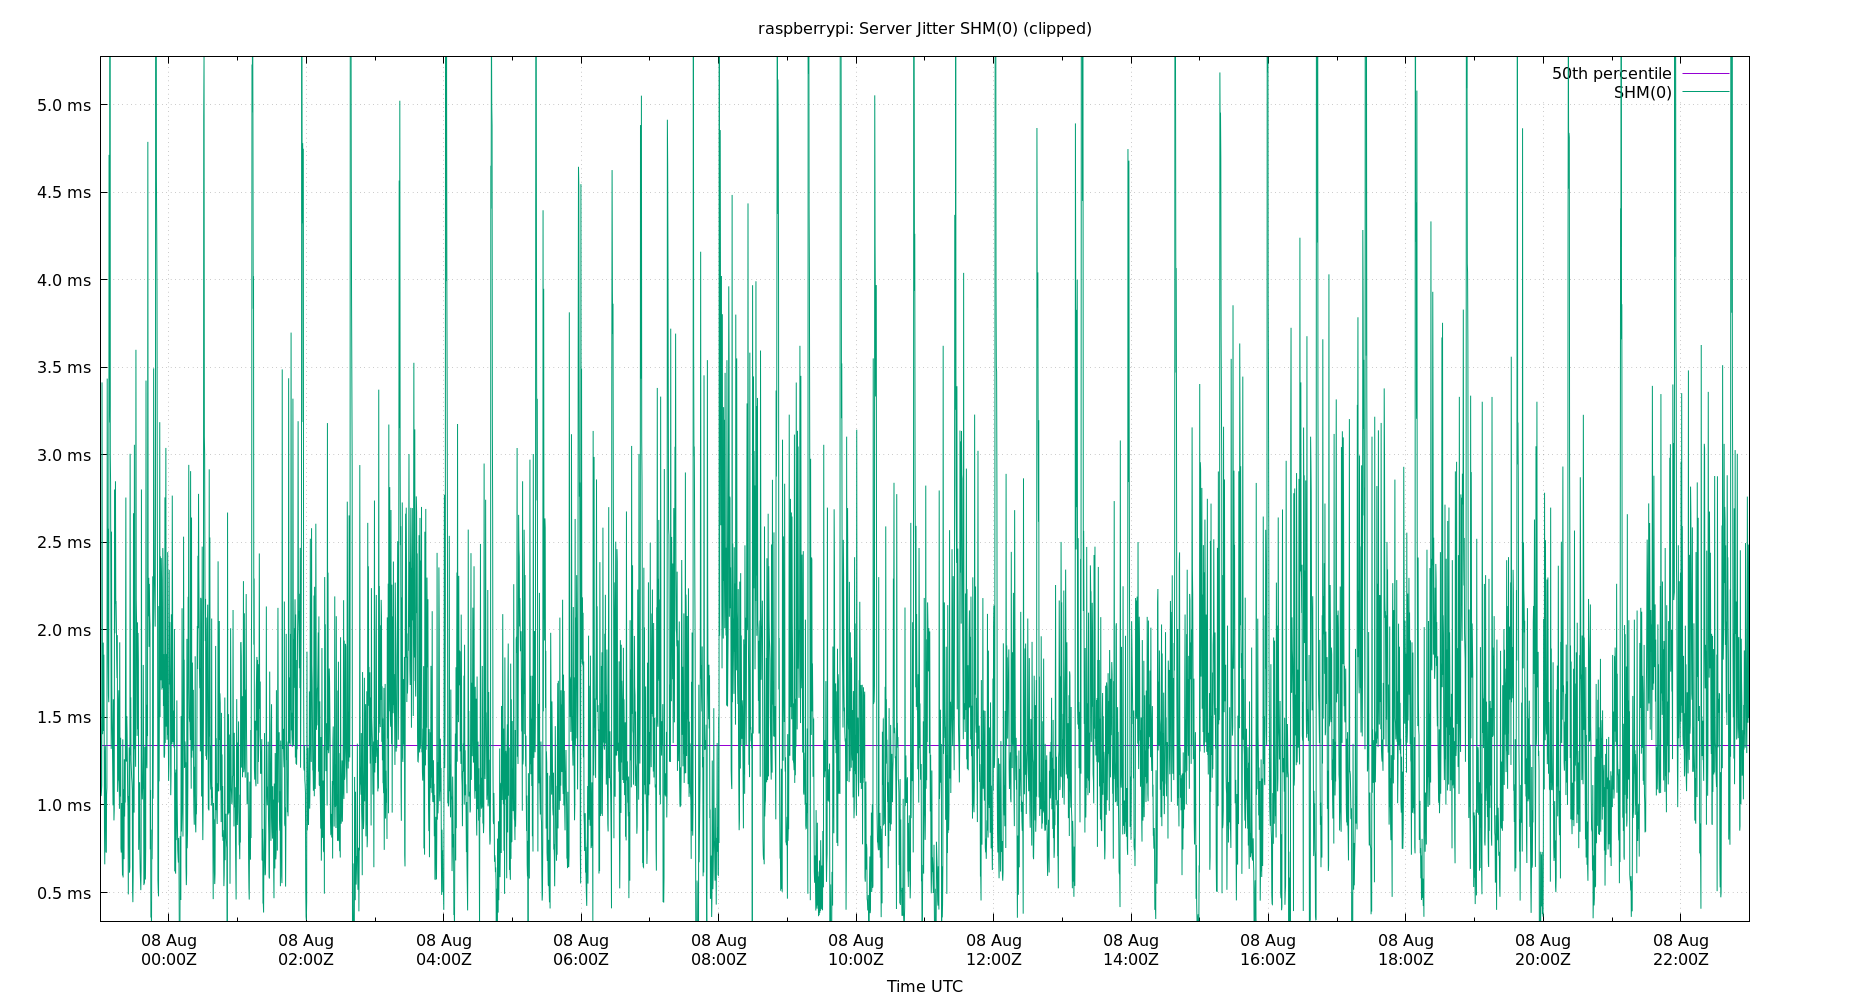 raspberrypi: Server Jitter SHM(0) (clipped)
50th percentile
SHM(0)
5.0 ms
4.5 ms
4.0 ms
3.5 ms
3.0 ms
2.5 ms
2.0 ms
1.5 ms
1.0 ms
0.5 ms
08 Aug 08 Aug 08 Aug 08 Aug 08 Aug 08 Aug 08 Aug 08 Aug 08 Aug 08 Aug 08 Aug 08 Aug
00:00Z 02:00Z 04:00Z 06:00Z 08:00Z 10:00Z 12:00Z 14:00Z 16:00Z 18:00Z 20:00Z 22:00Z
Time UTC